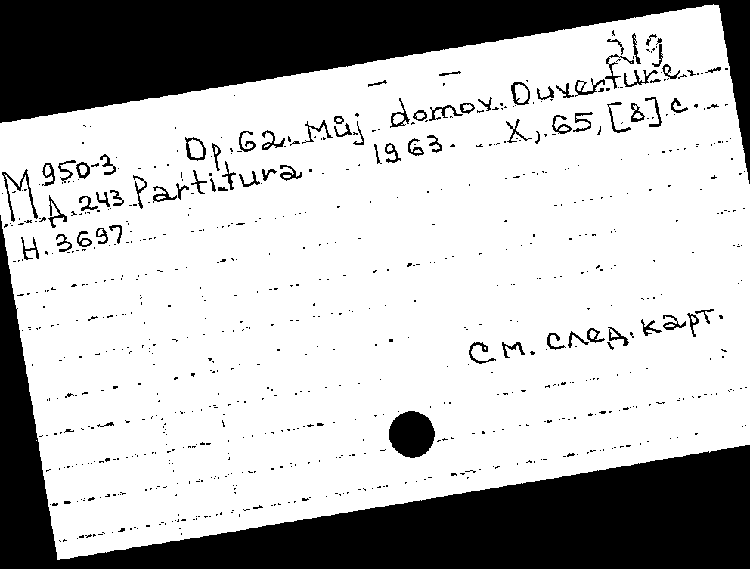 219
— —
М 950-3 Op. 62. Můj domov. Ouverture.
Д. 243 Partitura. 1963. X, 65, [8] с.
Н. 3697
См. след. карт.